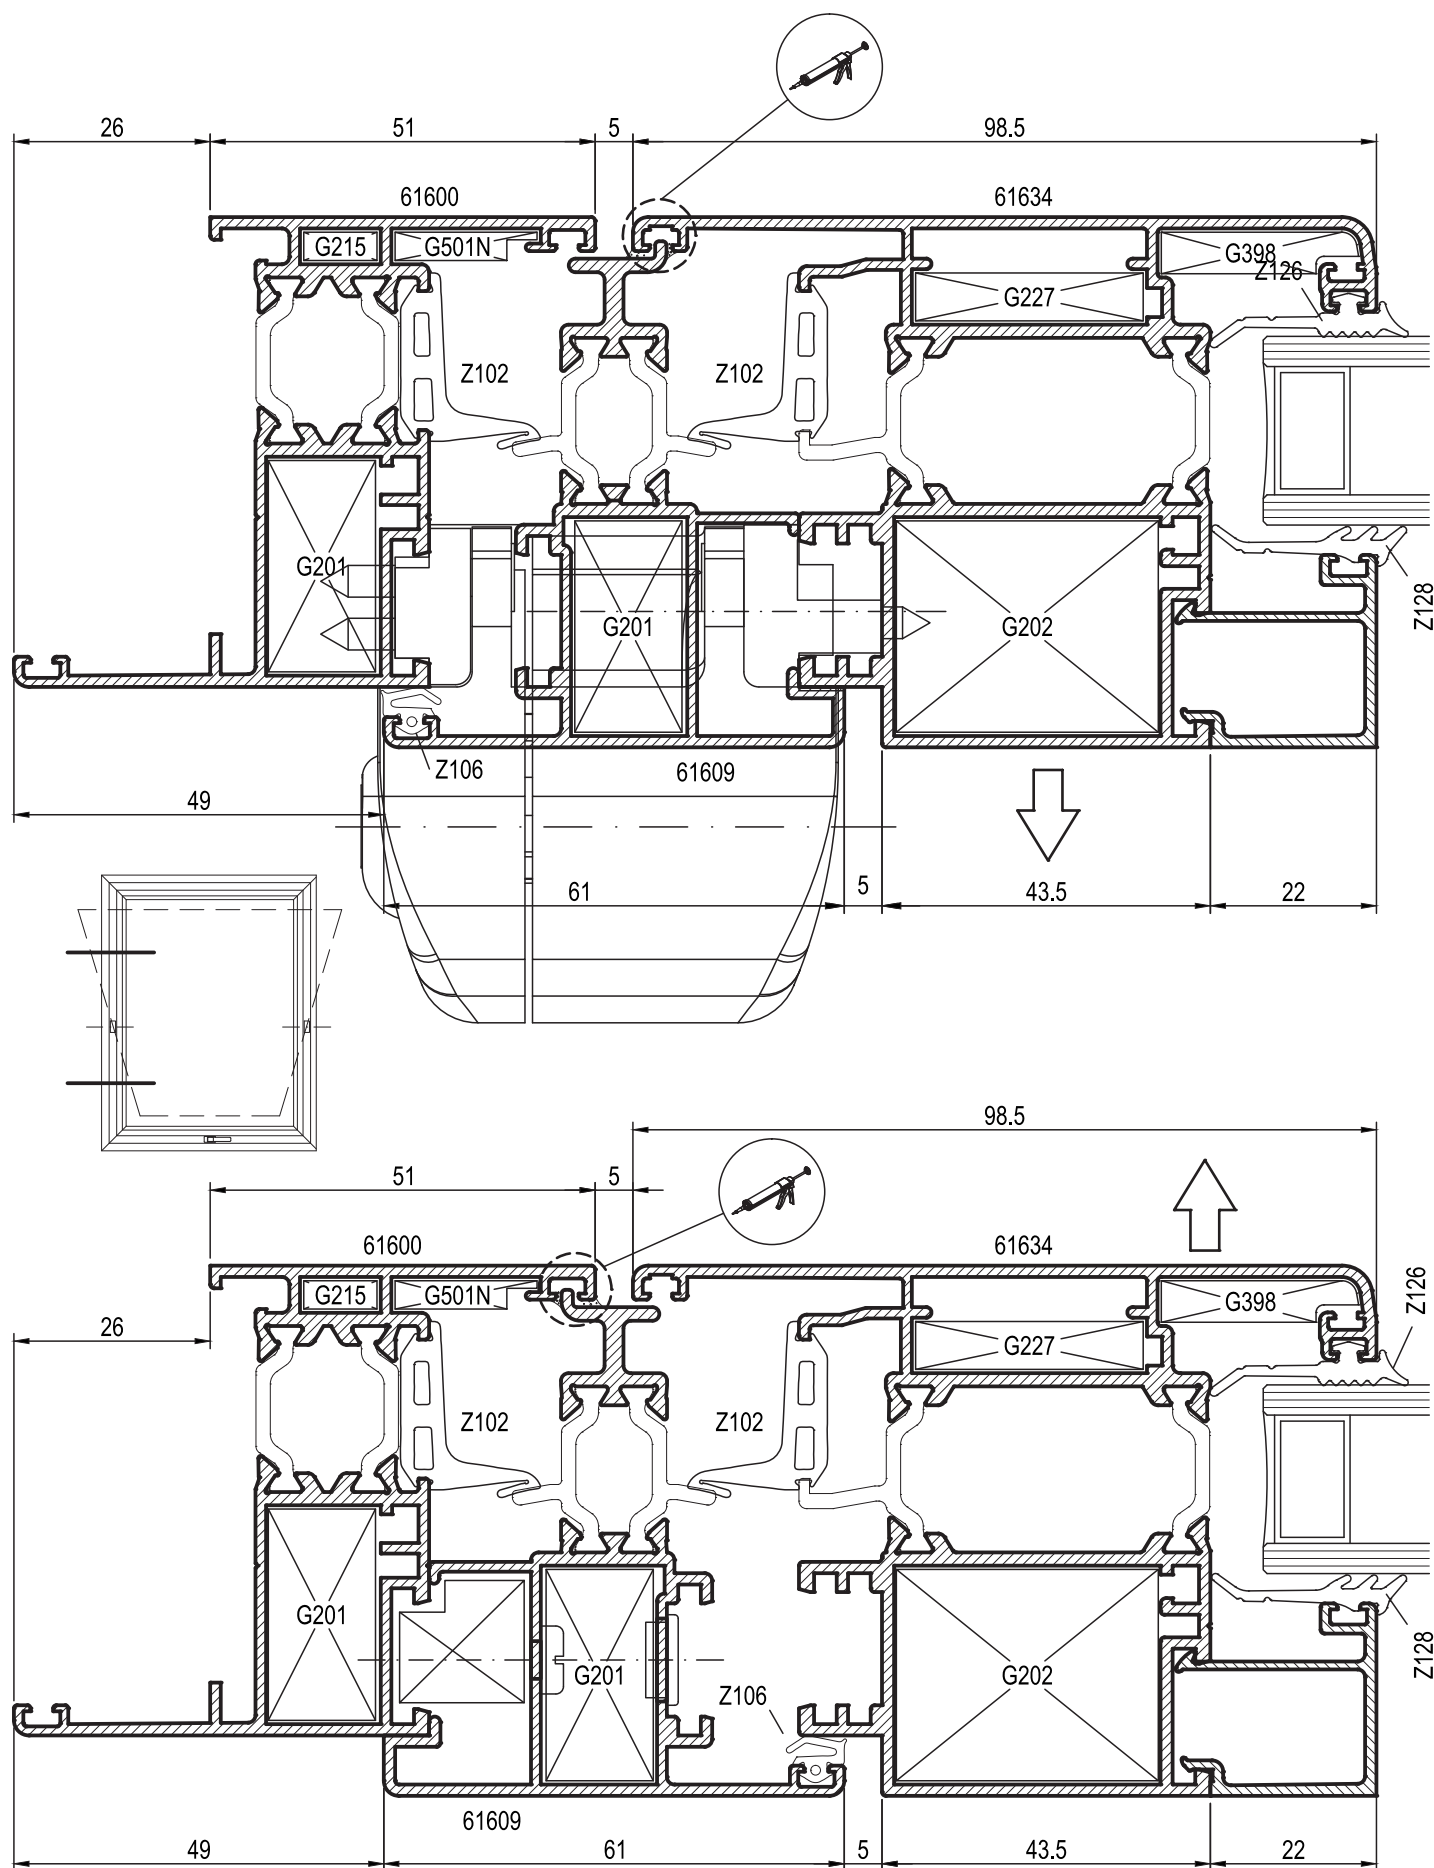 26 51 5 98.5
61600 61634
G215 G501N G398
Z126
G227
Z102 Z102
G201 G201 G202
Z128
Z106 61609
49
61 5 43.5 22
98.5
51 5
61600 61634
G215 G501N G398 Z126
26
G227
Z102 Z102
G201
G201 G202 Z128
Z106
61609
49 61 5 43.5 22